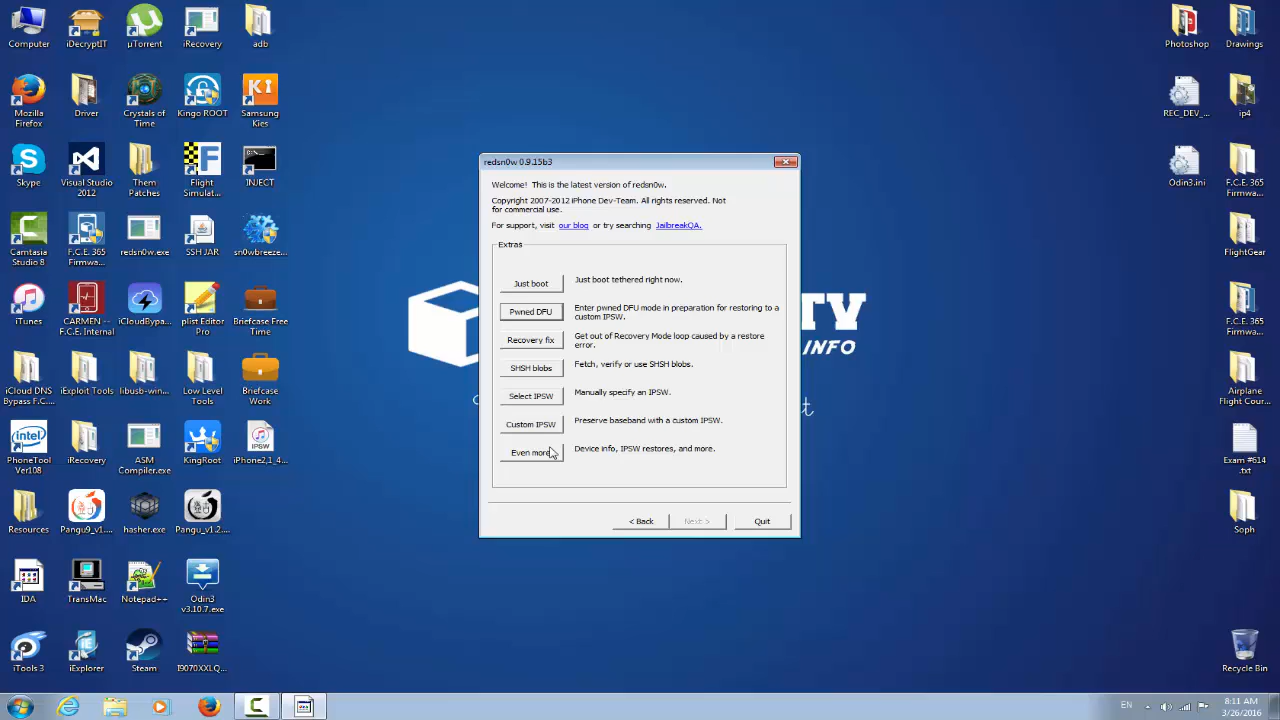 Computer
iDecryptIT
µTorrent
iRecovery
adb
Photoshop
Drawings
Mozilla
Firefox
Driver
Crystals of
Time
Kingo ROOT
Samsung
Kies
REC_DEV_...
ip4
Skype
Visual Studio
2012
Them
Patches
Flight
Simulat...
INJECT
Odin3.ini
F.C.E. 365
Firmwa...
Camtasia
Studio 8
F.C.E. 365
Firmwa...
redsn0w.exe
SSH JAR
sn0wbreeze...
FlightGear
iTunes
CARMEN --
F.C.E. Internal
iCloudBypa...
plist Editor
Pro
Briefcase Free
Time
F.C.E. 365
Firmwa...
iCloud DNS
Bypass F.C...
iExploit Tools
libusb-win...
Low Level
Tools
Briefcase
Work
Airplane
Flight Cour...
PhoneTool
Ver108
iRecovery
ASM
Compiler.exe
KingRoot
IPSW
iPhone2,1_4...
Exam #614
.txt
Resources
Pangu9_v1....
hasher.exe
Pangu_v1.2....
Soph
IDA
TransMac
Notepad++
Odin3
v3.10.7.exe
iTools 3
iExplorer
Steam
I9070XXLQ...
Recycle Bin
redsn0w 0.9.15b3
Welcome! This is the latest version of redsn0w.
Copyright 2007-2012 iPhone Dev-Team. All rights reserved. Not
for commercial use.
For support, visit our blog or try searching JailbreakQA.
Extras
Just boot
Just boot tethered right now.
Pwned DFU
Enter pwned DFU mode in preparation for restoring to a
custom IPSW.
Recovery fix
Get out of Recovery Mode loop caused by a restore
error.
SHSH blobs
Fetch, verify or use SHSH blobs.
Select IPSW
Manually specify an IPSW.
Custom IPSW
Preserve baseband with a custom IPSW.
Even more
Device info, IPSW restores, and more.
< Back
Next >
Quit
TY
INFO
EN
8:11 AM
3/26/2016